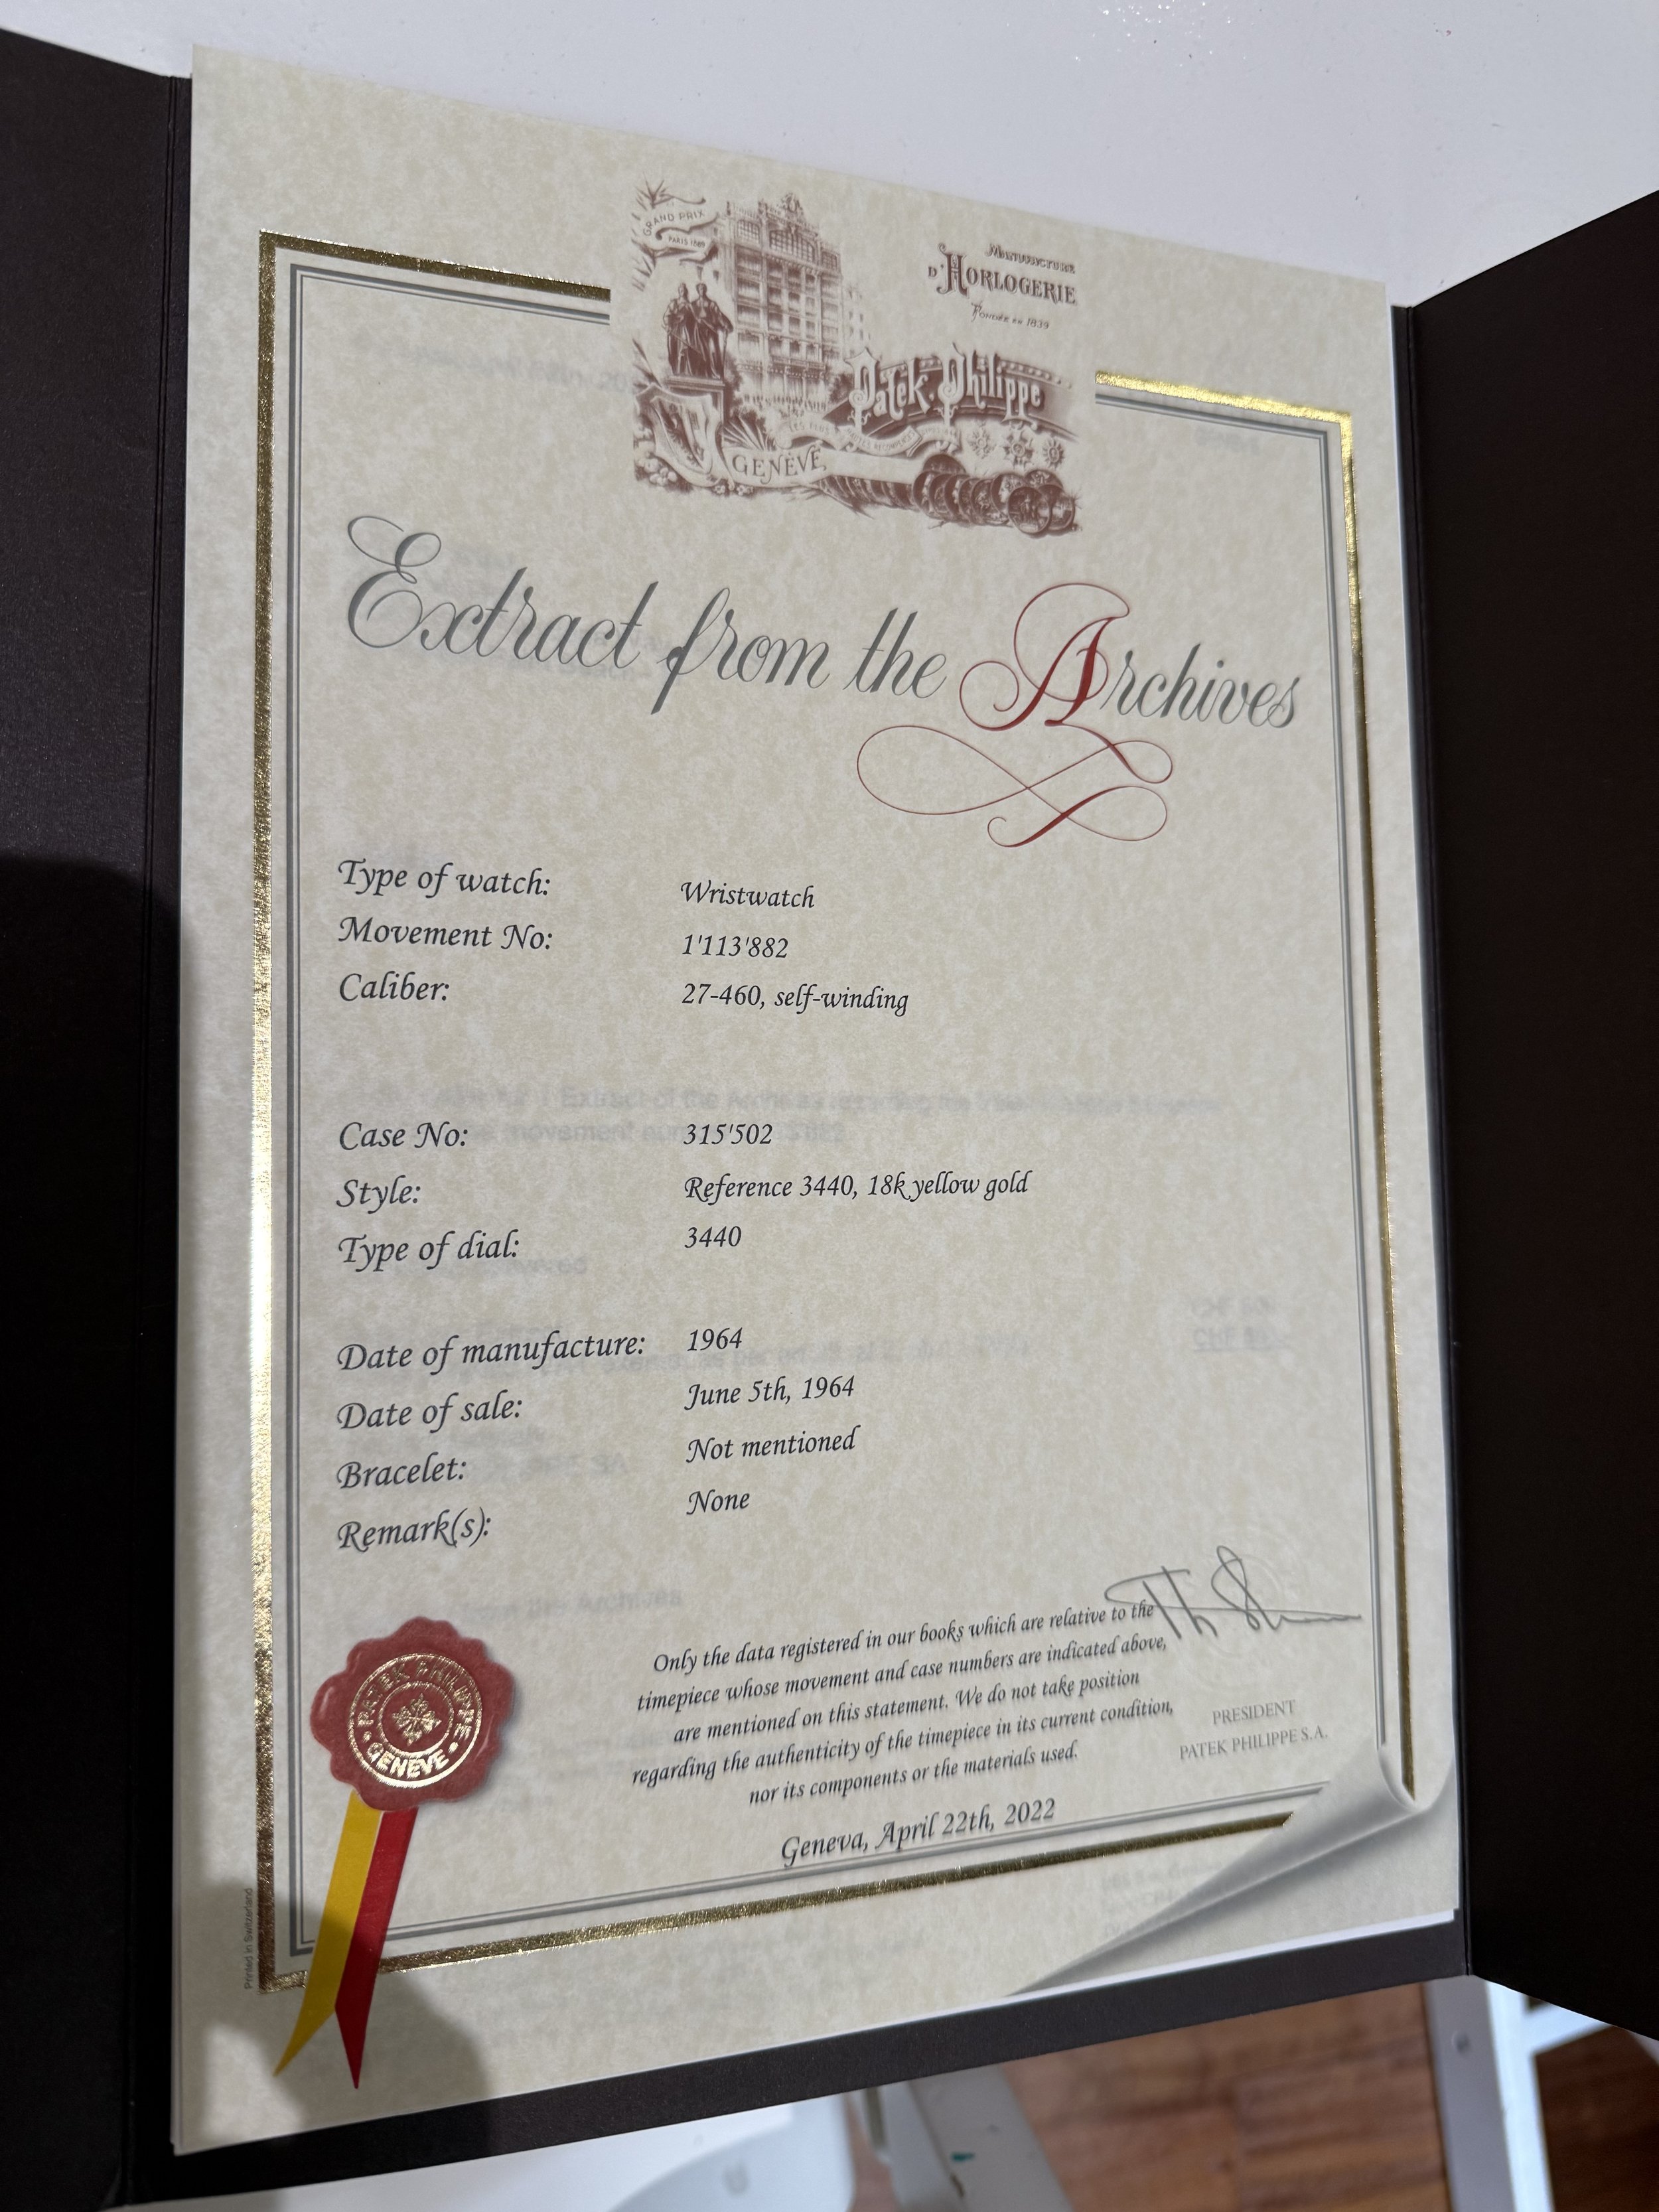 GRAND PRIX
PARIS 1889
MANUFACTURE
D'HORLOGERIE
FONDÉE EN 1839
Patek Philippe
GENÈVE
Extract from the Archives
Type of watch: Wristwatch
Movement No: 1'113'882
Caliber: 27-460, self-winding
Case No: 315'502
Style: Reference 3440, 18k yellow gold
Type of dial: 3440
Date of manufacture: 1964
Date of sale: June 5th, 1964
Bracelet: Not mentioned
Remark(s): None
Only the data registered in our books which are relative to the
timepiece whose movement and case numbers are indicated above,
are mentioned on this statement. We do not take position
regarding the authenticity of the timepiece in its current condition,
nor its components or the materials used.
PRESIDENT
PATEK PHILIPPE S.A.
Geneva, April 22th, 2022
PATEK PHILIPPE
GENÈVE
Printed in Switzerland